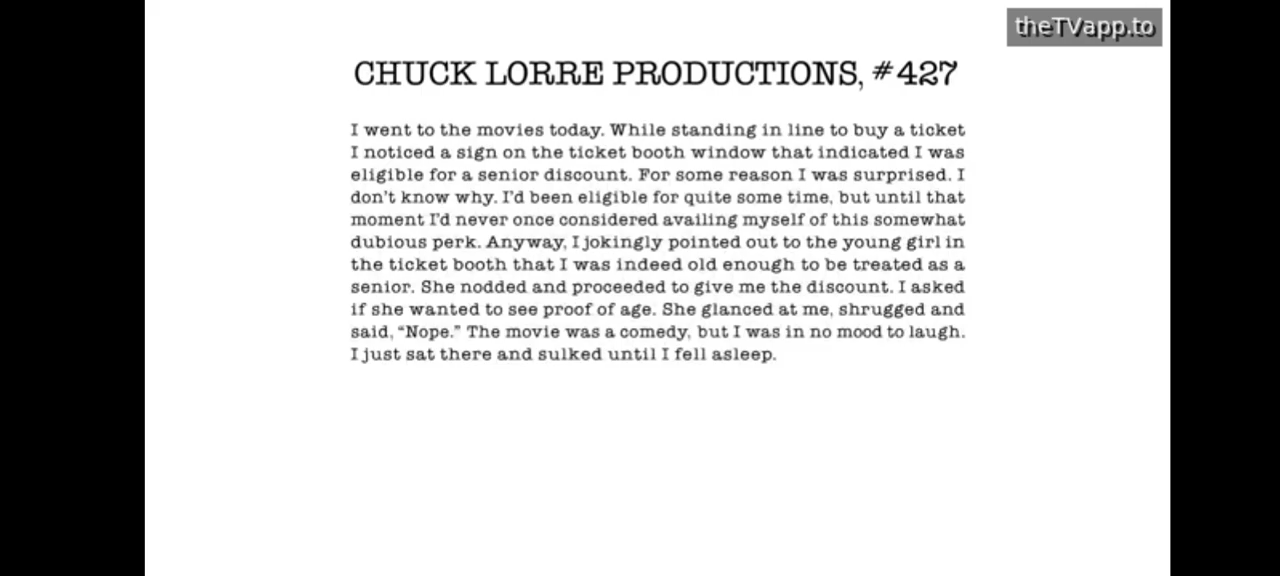 theTVapp.to
CHUCK LORRE PRODUCTIONS, #427
I went to the movies today. While standing in line to buy a ticket
I noticed a sign on the ticket booth window that indicated I was
eligible for a senior discount. For some reason I was surprised. I
don't know why. I'd been eligible for quite some time, but until that
moment I'd never once considered availing myself of this somewhat
dubious perk. Anyway, I jokingly pointed out to the young girl in
the ticket booth that I was indeed old enough to be treated as a
senior. She nodded and proceeded to give me the discount. I asked
if she wanted to see proof of age. She glanced at me, shrugged and
said, “Nope.” The movie was a comedy, but I was in no mood to laugh.
I just sat there and sulked until I fell asleep.